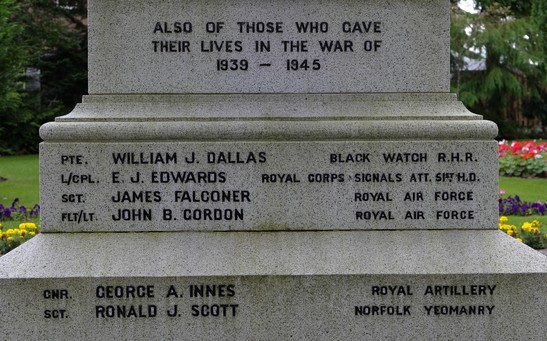 ALSO OF THOSE WHO GAVE
THEIR LIVES IN THE WAR OF
1939 — 1945
PTE. WILLIAM J. DALLAS BLACK WATCH R.H.R.
L/CPL. E. J. EDWARDS ROYAL CORPS SIGNALS ATT. 51ST H.D.
SGT. JAMES FALCONER ROYAL AIR FORCE
FLT/LT. JOHN B. GORDON ROYAL AIR FORCE
GNR. GEORGE A. INNES ROYAL ARTILLERY
SGT. RONALD J. SCOTT NORFOLK YEOMANRY